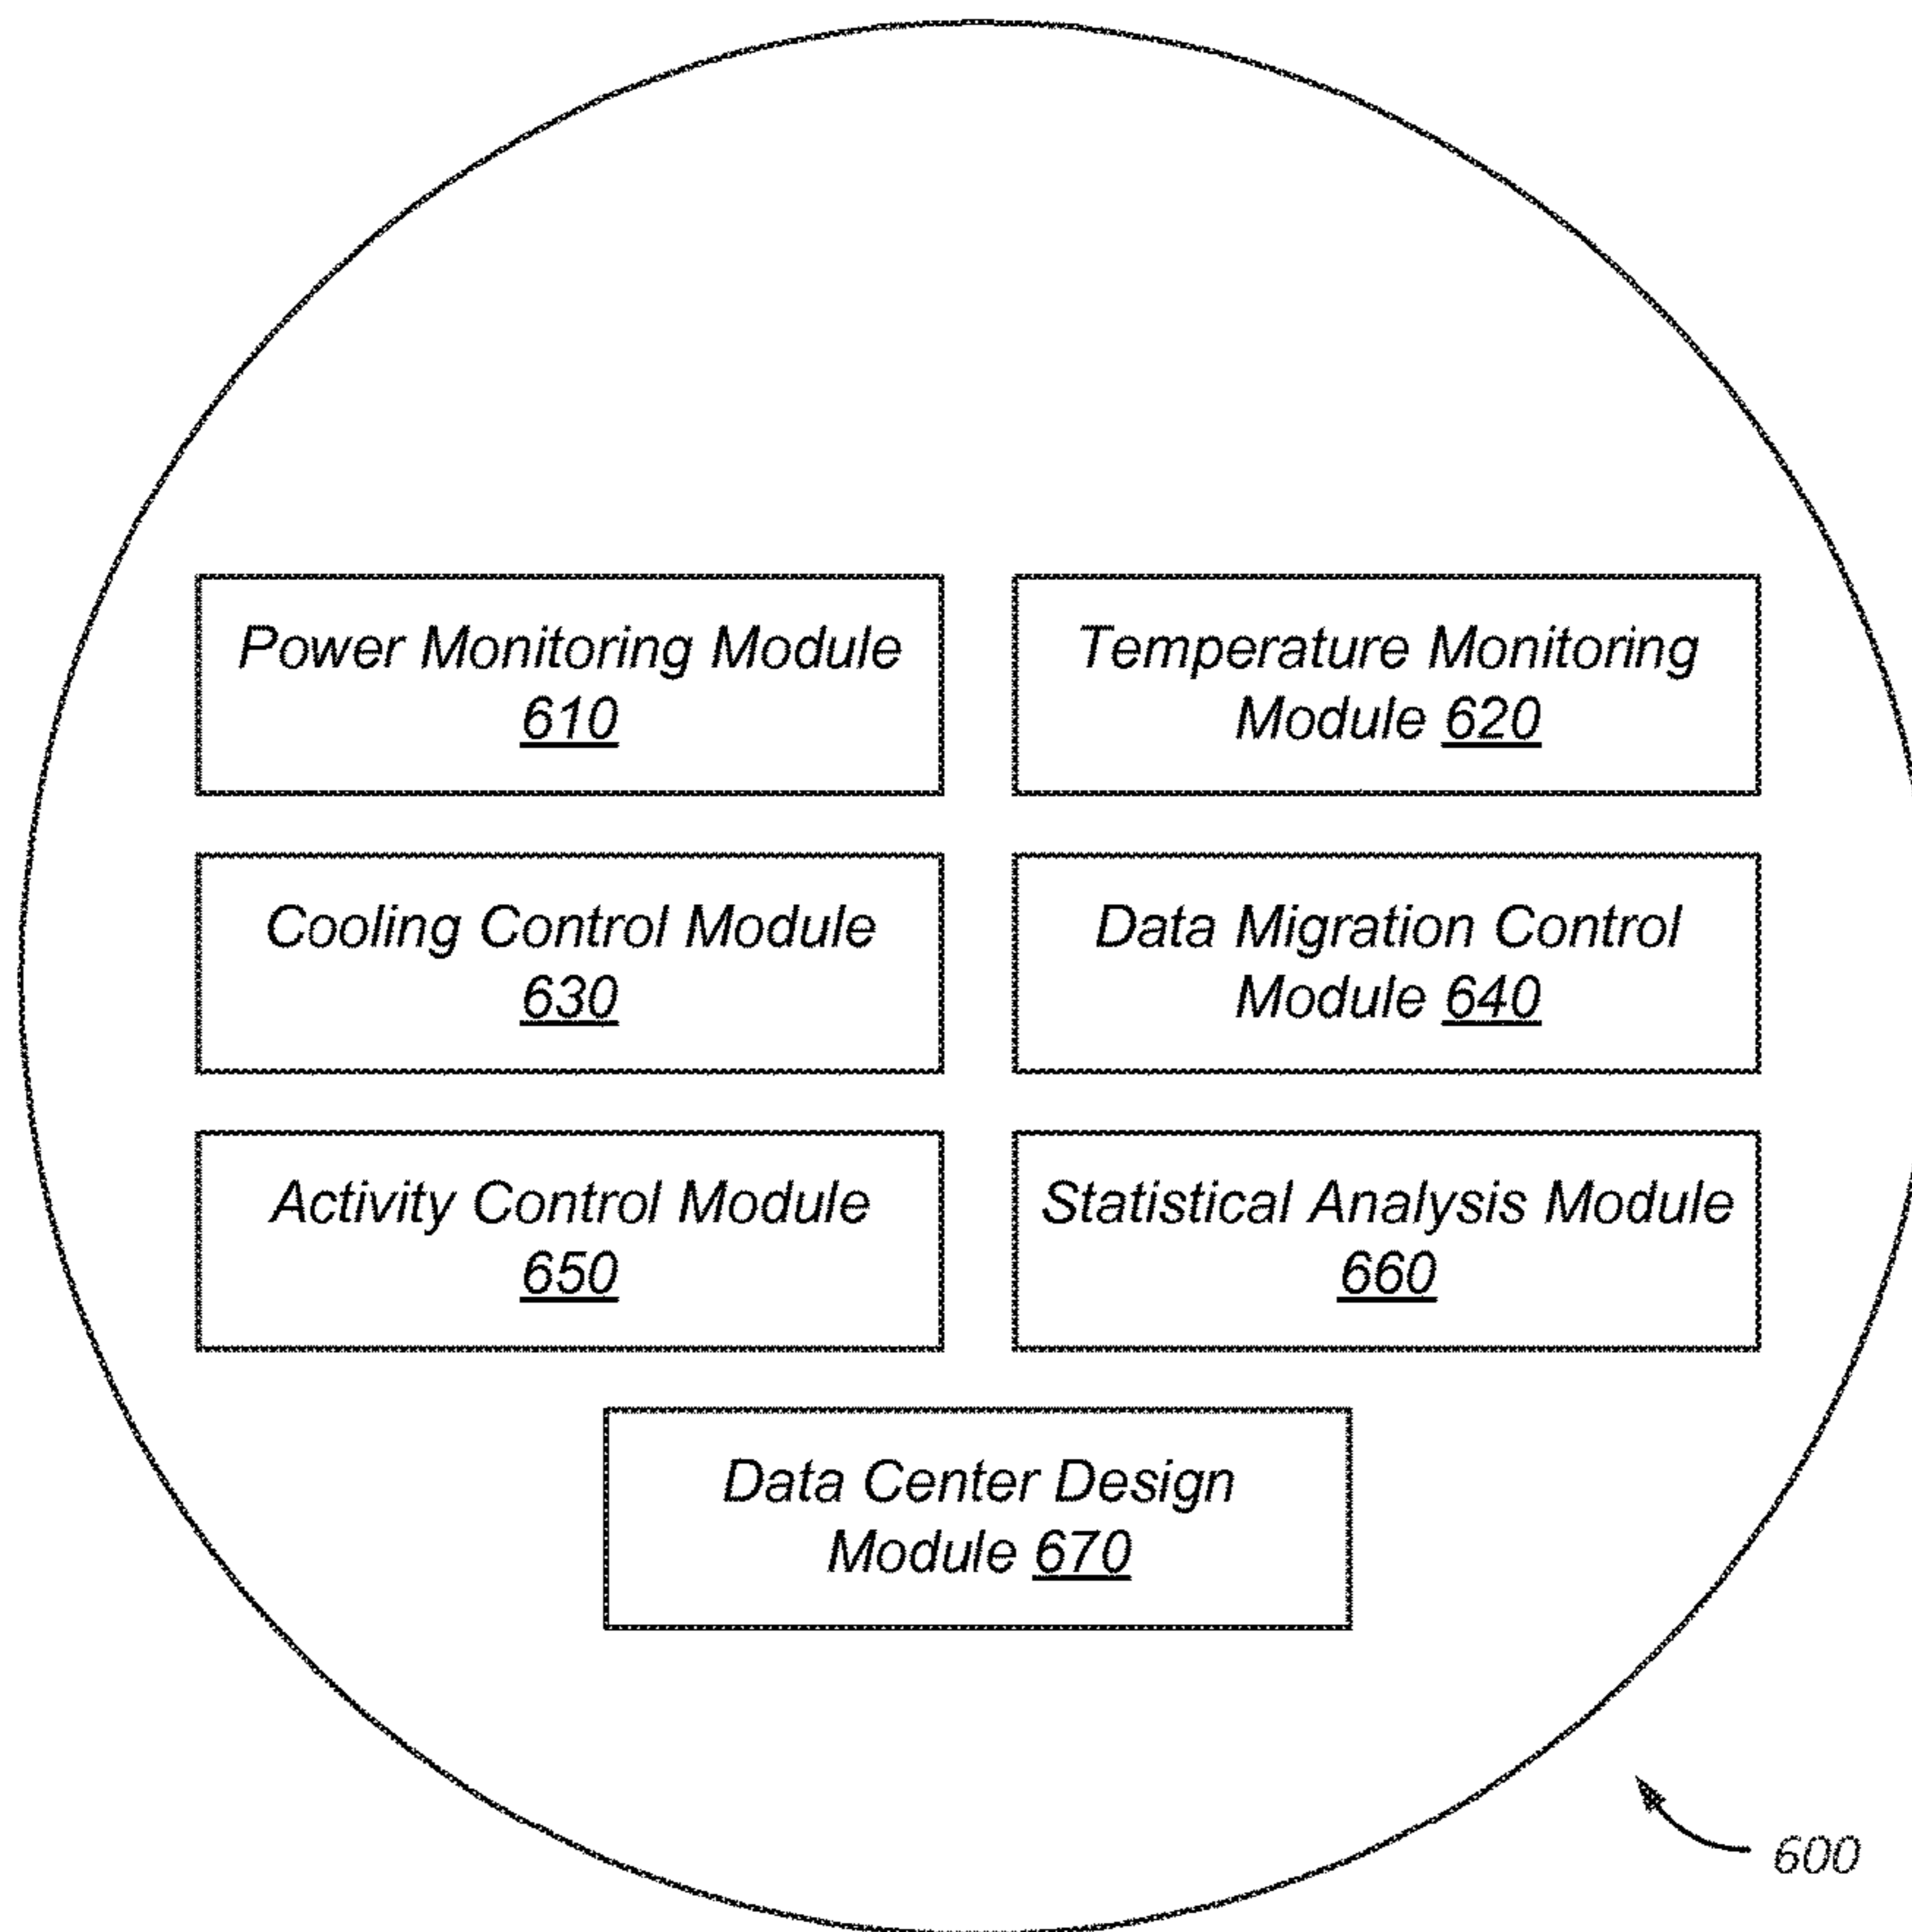 Power Monitoring Module
610
Temperature Monitoring
Module 620
Cooling Control Module
630
Data Migration Control
Module 640
Activity Control Module
650
Statistical Analysis Module
660
Data Center Design
Module 670
600